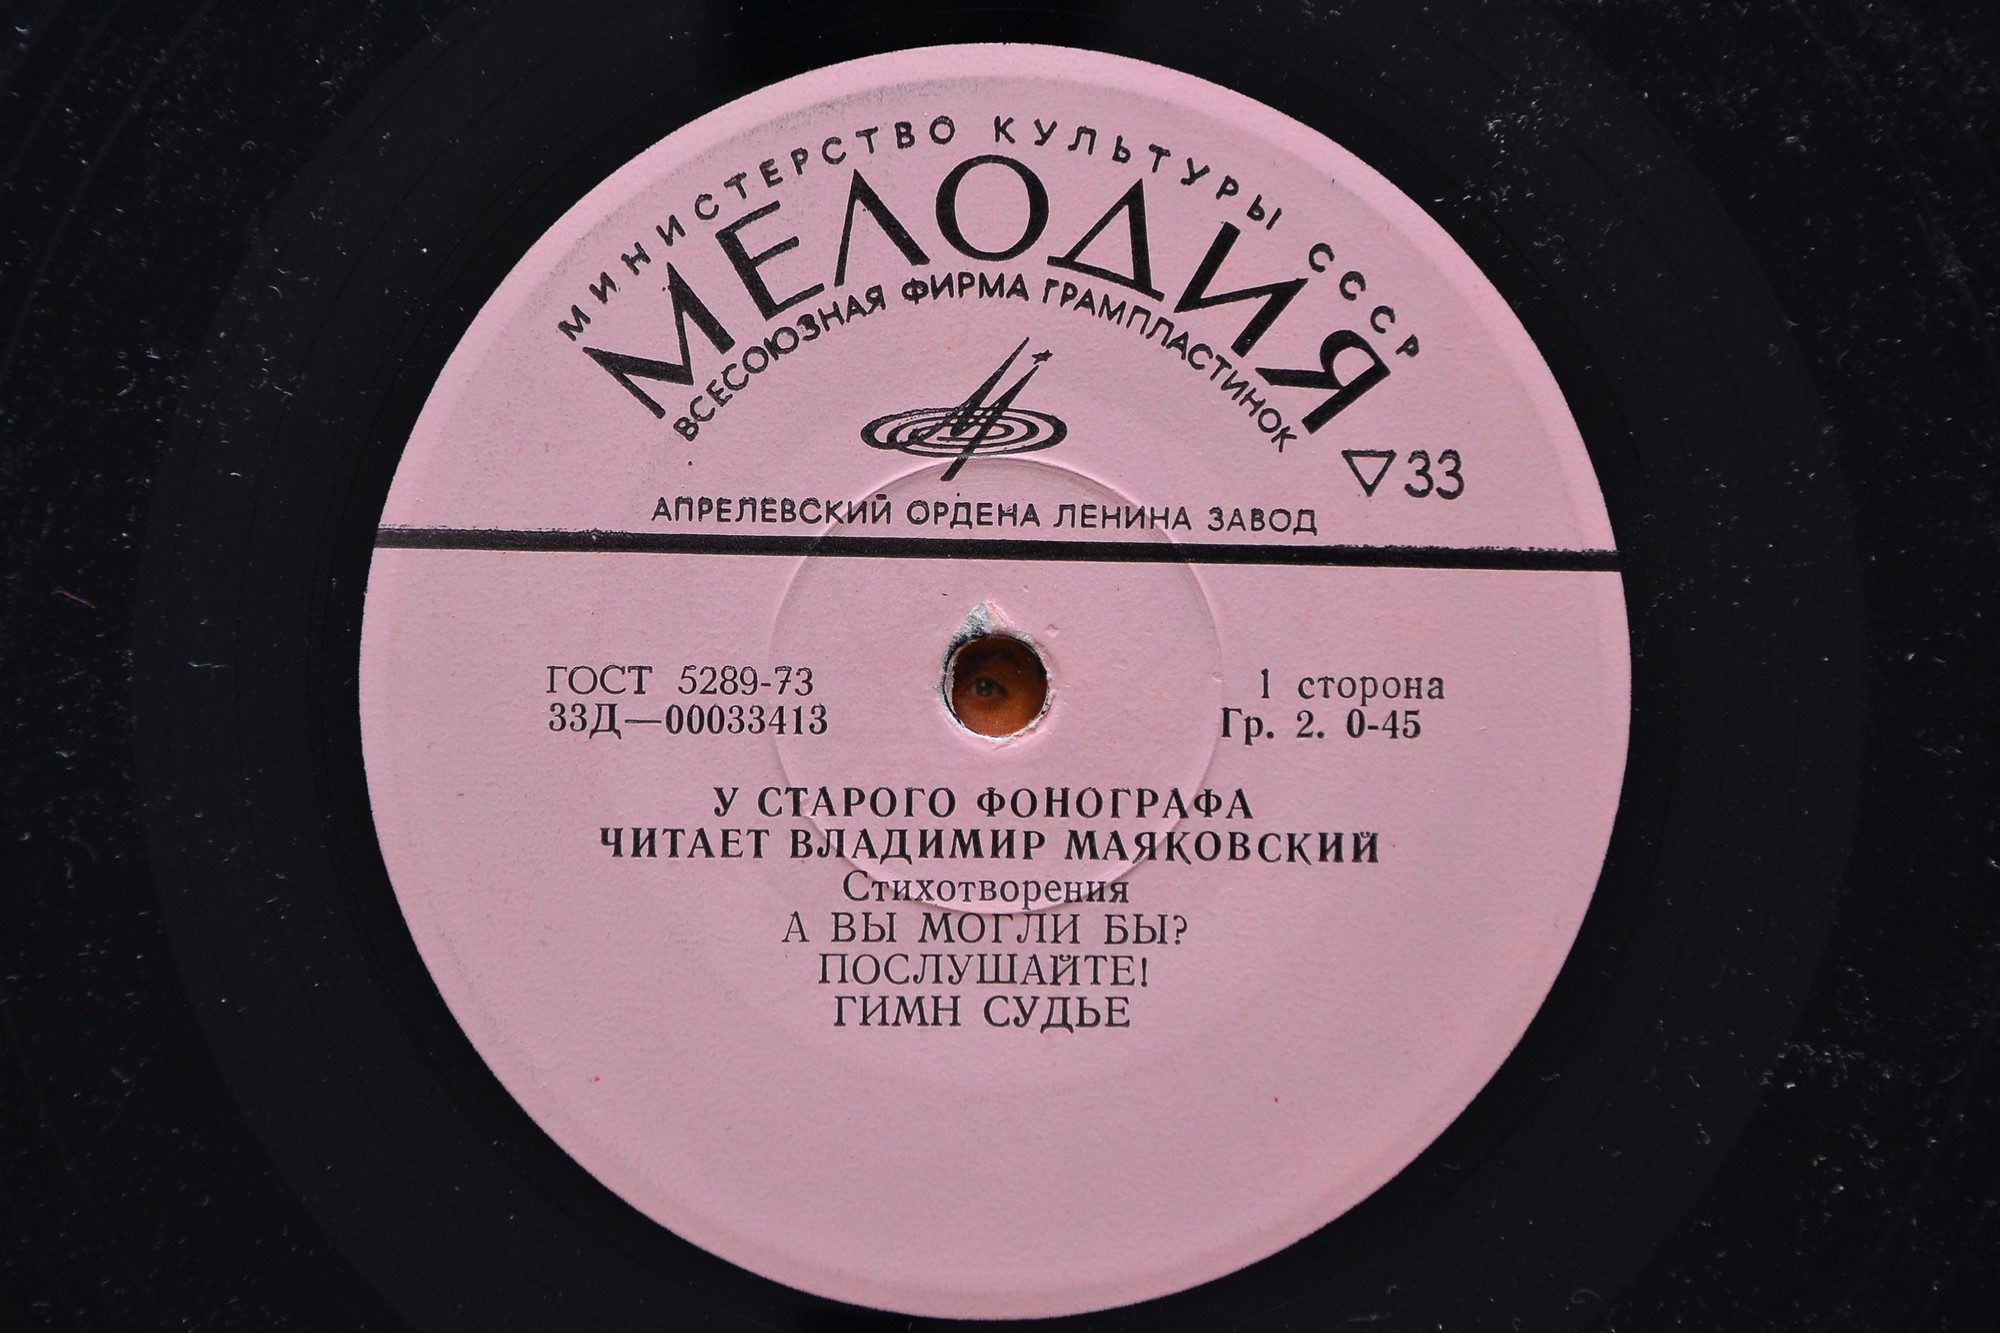 МИНИСТЕРСТВО КУЛЬТУРЫ СССР
МЕЛОДИЯ
ВСЕСОЮЗНАЯ ФИРМА ГРАМПЛАСТИНОК
▽33
АПРЕЛЕВСКИЙ ОРДЕНА ЛЕНИНА ЗАВОД
ГОСТ 5289-73
33Д—00033413
1 сторона
Гр. 2. 0-45
У СТАРОГО ФОНОГРАФА
ЧИТАЕТ ВЛАДИМИР МАЯКОВСКИЙ
Стихотворения
А ВЫ МОГЛИ БЫ?
ПОСЛУШАЙТЕ!
ГИМН СУДЬЕ